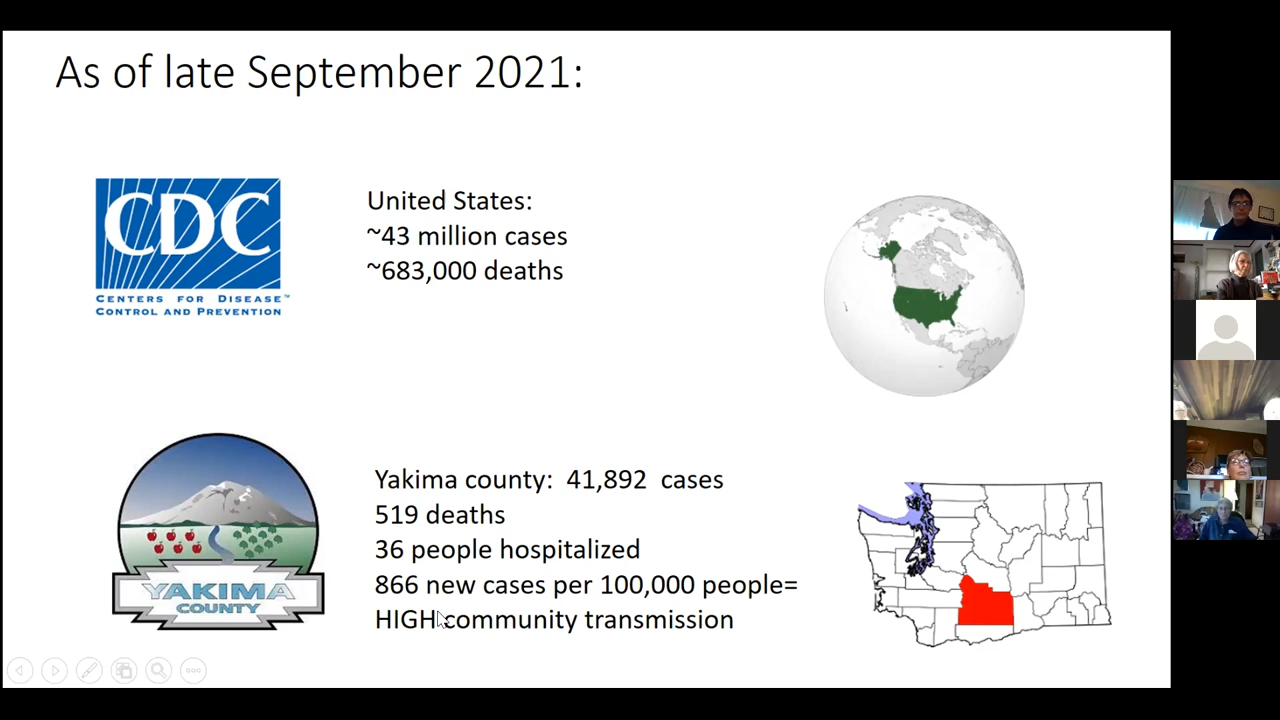 As of late September 2021:
CDC
CENTERS FOR DISEASE™
CONTROL AND PREVENTION
United States:
~43 million cases
~683,000 deaths
YAKIMA
COUNTY
Yakima county:  41,892  cases
519 deaths
36 people hospitalized
866 new cases per 100,000 people=
HIGH community transmission